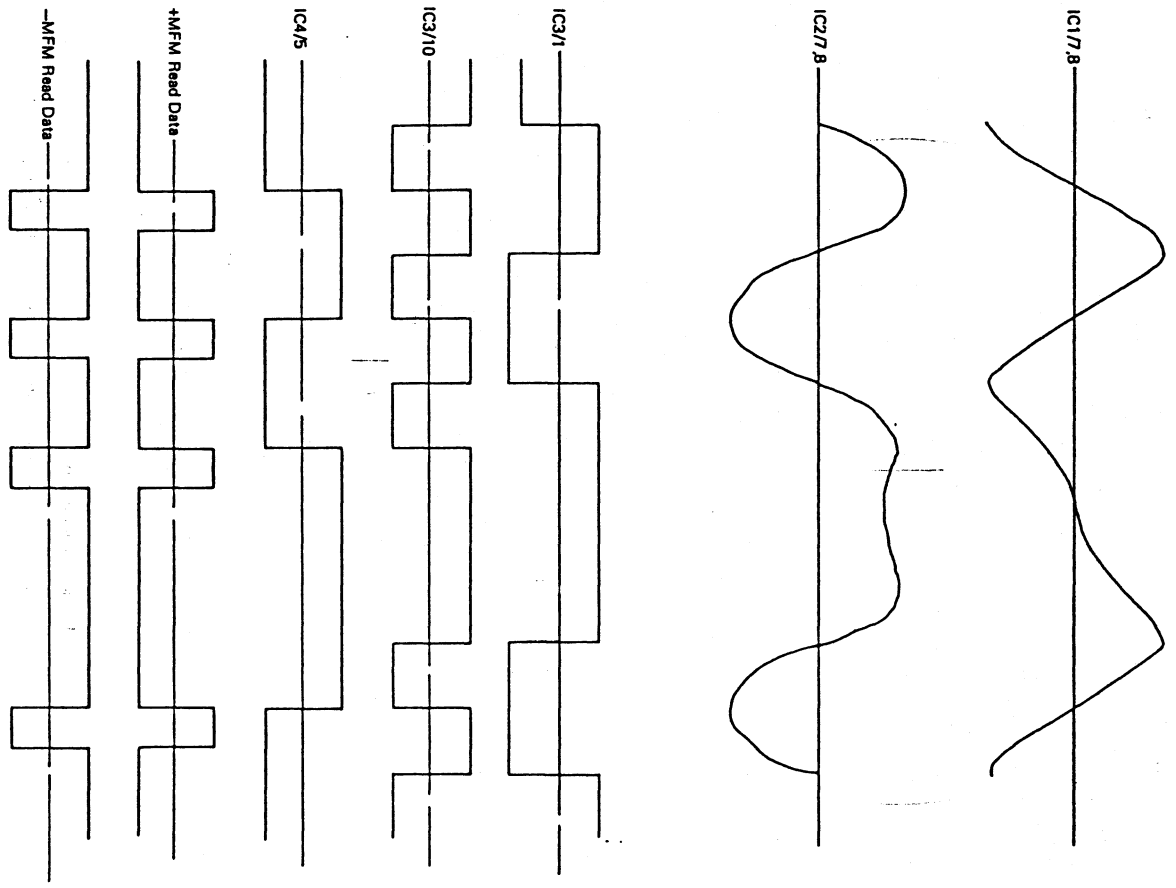 IC1/7,8
IC2/7,8
IC3/1
IC3/10
IC4/5
+MFM Read Data
—MFM Read Data